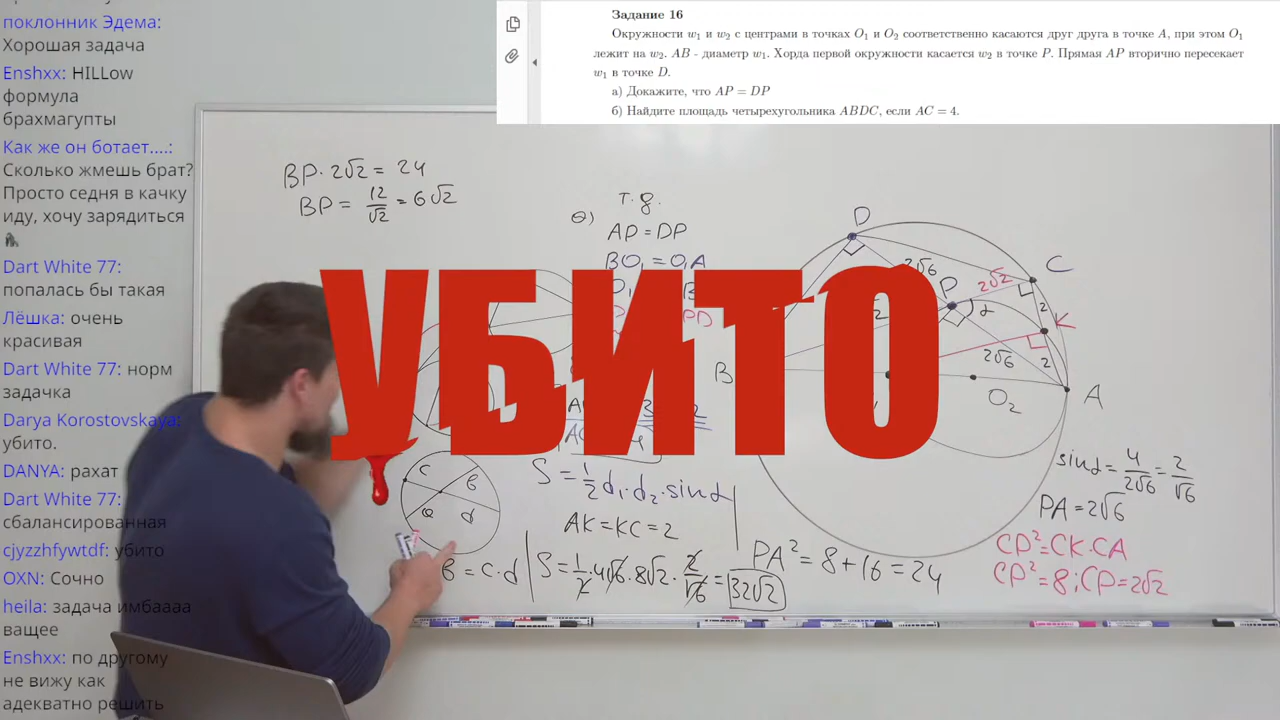 поклонник Эдема:
Хорошая задача
Enshxx: HILLow
формула
брахмагупты
Как же он ботает....:
Сколько жмешь брат?
Просто седня в качку
иду, хочу зарядиться
Dart White 77:
попалась бы такая
Лёшка: очень
красивая
Dart White 77: норм
задачка
Darya Korostovskaya:
убито.
DANYA: рахат
Dart White 77:
сбалансированная
cjyzzhfywtdf: убито
OXN: Сочно
heila: задача имбаааа
ващее
Enshxx: по другому
не вижу как
адекватно решить
Задание 16
Окружности w₁ и w₂ с центрами в точках O₁ и O₂ соответственно касаются друг друга в точке A, при этом O₁
лежит на w₂. AB - диаметр w₁. Хорда первой окружности касается w₂ в точке P. Прямая AP вторично пересекает
w₁ в точке D.
а) Докажите, что AP = DP
б) Найдите площадь четырехугольника ABDC, если AC = 4.
BP · 2√2 = 24
BP = 12/√2 = 6√2
т.д.
AP = DP
BO₁ = O₁A
УБИТО
D
C
2√6
2√2
P
α
2
K
2√6
2
B
O₂
A
c
b
a
d
S = 1/2 d₁ · d₂ · sinα
AK = KC = 2
b = c · d
S = 1/2 · 4√6 · 8√2 · 2/√6 = 32√2
PA² = 8 + 16 = 24
sinα = 4/2√6 = 2/√6
PA = 2√6
CP² = CK · CA
CP² = 8; CP = 2√2